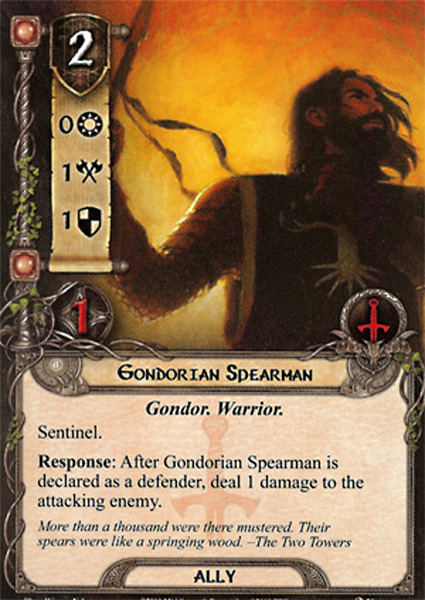 2
0
1
1
1
Gondorian Spearman
Gondor. Warrior.
Sentinel.
Response: After Gondorian Spearman is
declared as a defender, deal 1 damage to the
attacking enemy.
More than a thousand were there mustered. Their
spears were like a springing wood. –The Two Towers
ALLY